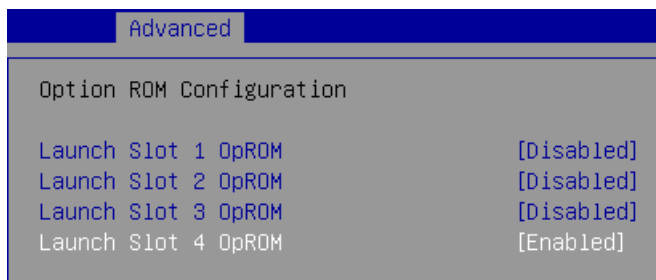 Advanced
Option ROM Configuration
Launch Slot 1 OpROM [Disabled]
Launch Slot 2 OpROM [Disabled]
Launch Slot 3 OpROM [Disabled]
Launch Slot 4 OpROM [Enabled]